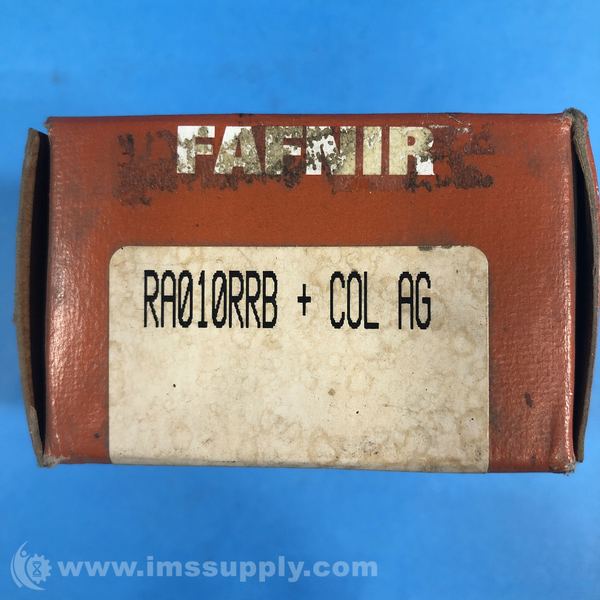 FAFNIR
RA010RRB + COL AG
www.imssupply.com